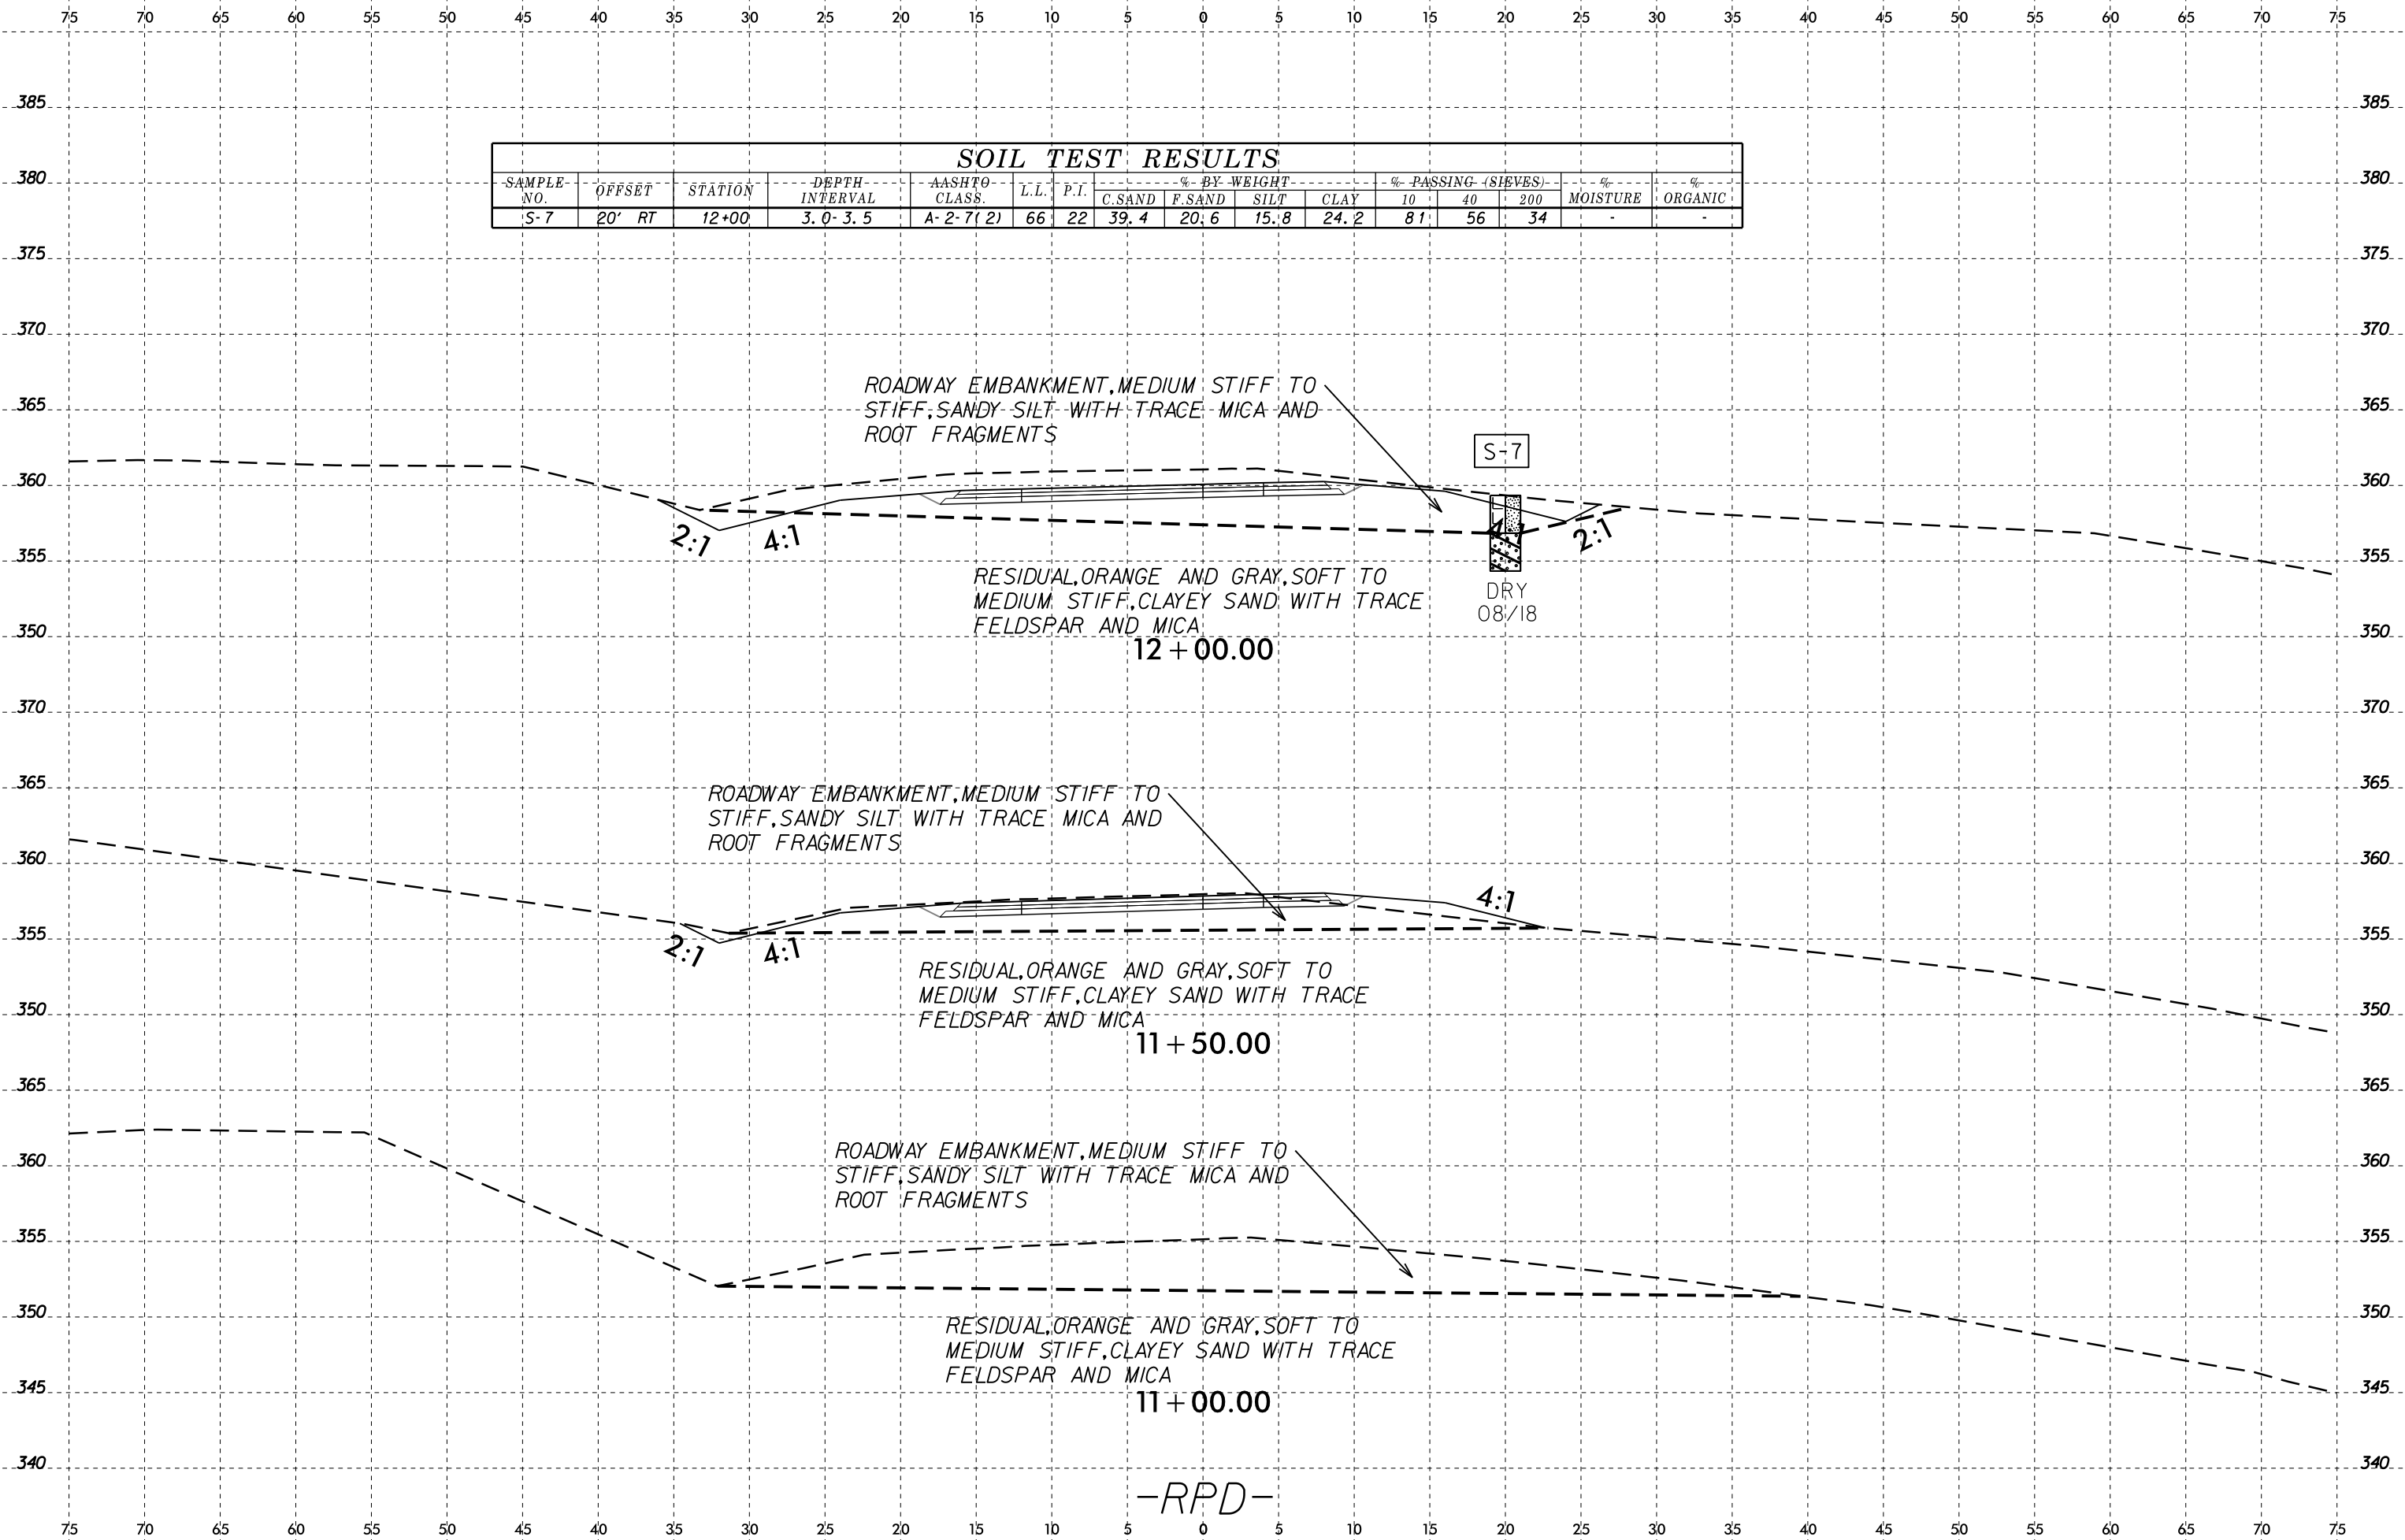 75 70 65 60 55 50 45 40 35 30 25 20 15 10 5 0 5 10 15 20 25 30 35 40 45 50 55 60 65 70 75
385 385
SOIL TEST RESULTS
380 380
SAMPLE NO. OFFSET STATION DEPTH INTERVAL AASHTO CLASS. L.L. P.I. % BY WEIGHT % PASSING (SIEVES) % MOISTURE % ORGANIC
C.SAND F.SAND SILT CLAY 10 40 200
S-7 20' RT 12+00 3.0-3.5 A-2-7(2) 66 22 39.4 20.6 15.8 24.2 81 56 34 - -
375 375
370 370
ROADWAY EMBANKMENT, MEDIUM STIFF TO
365 STIFF, SANDY SILT WITH TRACE MICA AND 365
ROOT FRAGMENTS
S-7
360 360
L
2:1 4:1 4:1 2:1
355 355
RESIDUAL, ORANGE AND GRAY, SOFT TO
MEDIUM STIFF, CLAYEY SAND WITH TRACE
FELDSPAR AND MICA
DRY
08/18
350 350
12+00.00
370 370
365 365
ROADWAY EMBANKMENT, MEDIUM STIFF TO
STIFF, SANDY SILT WITH TRACE MICA AND
ROOT FRAGMENTS
360 360
4:1
355 355
2:1 4:1
RESIDUAL, ORANGE AND GRAY, SOFT TO
MEDIUM STIFF, CLAYEY SAND WITH TRACE
FELDSPAR AND MICA
350 350
11+50.00
365 365
ROADWAY EMBANKMENT, MEDIUM STIFF TO
360 360
STIFF, SANDY SILT WITH TRACE MICA AND
ROOT FRAGMENTS
355 355
350 350
RESIDUAL, ORANGE AND GRAY, SOFT TO
MEDIUM STIFF, CLAYEY SAND WITH TRACE
FELDSPAR AND MICA
345 345
11+00.00
340 340
-RPD-
75 70 65 60 55 50 45 40 35 30 25 20 15 10 5 0 5 10 15 20 25 30 35 40 45 50 55 60 65 70 75